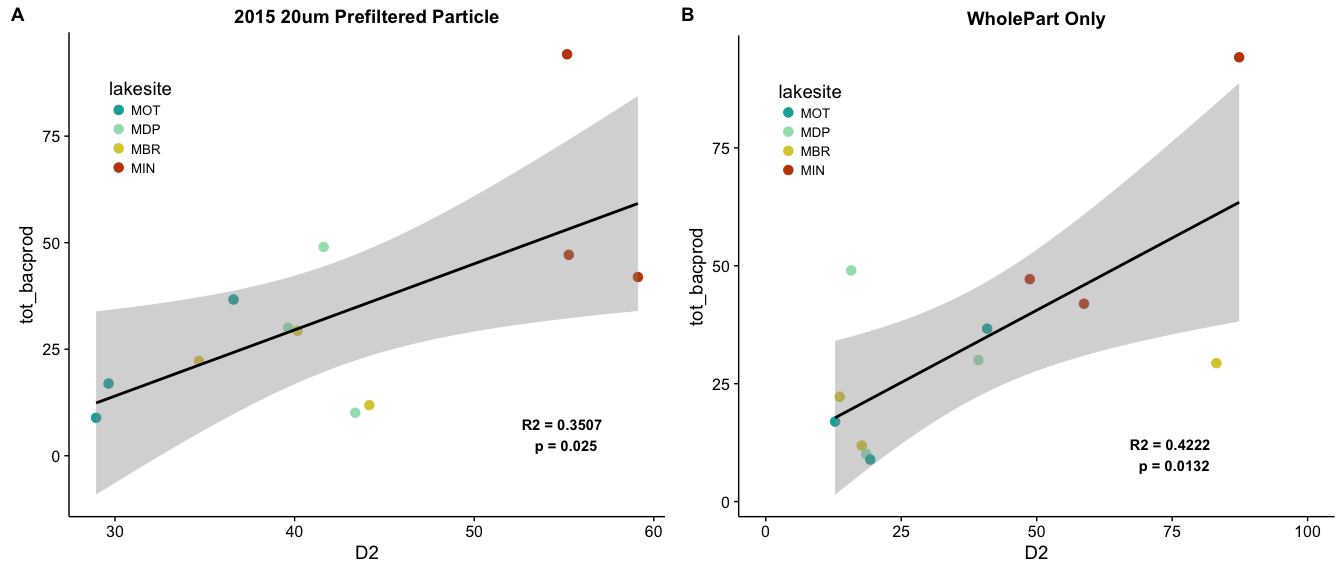 A
2015 20um Prefiltered Particle
lakesite
MOT
MDP
MBR
MIN
75
50
25
0
tot_bacprod
R2 = 0.3507
p = 0.025
30
40
50
60
D2
B
WholePart Only
lakesite
MOT
MDP
MBR
MIN
75
50
25
0
tot_bacprod
R2 = 0.4222
p = 0.0132
0
25
50
75
100
D2